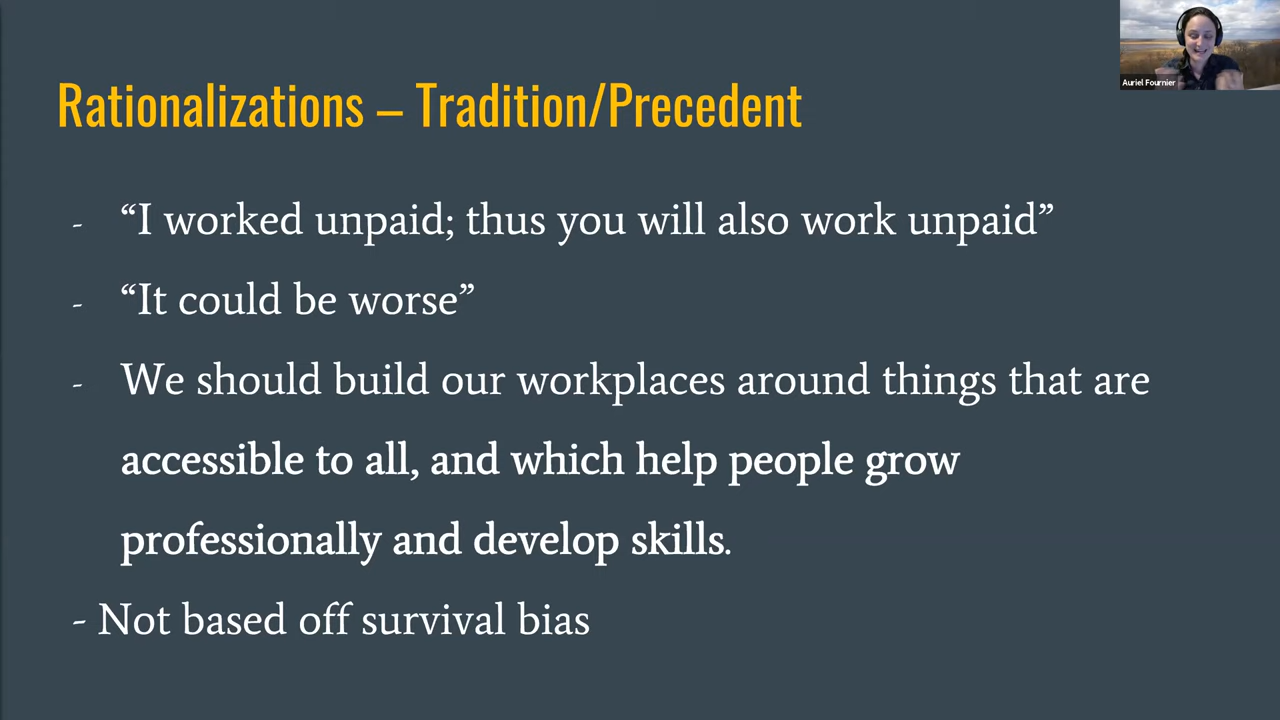 Auriel Fournier
Rationalizations – Tradition/Precedent
- “I worked unpaid; thus you will also work unpaid”
- “It could be worse”
- We should build our workplaces around things that are
accessible to all, and which help people grow
professionally and develop skills.
- Not based off survival bias